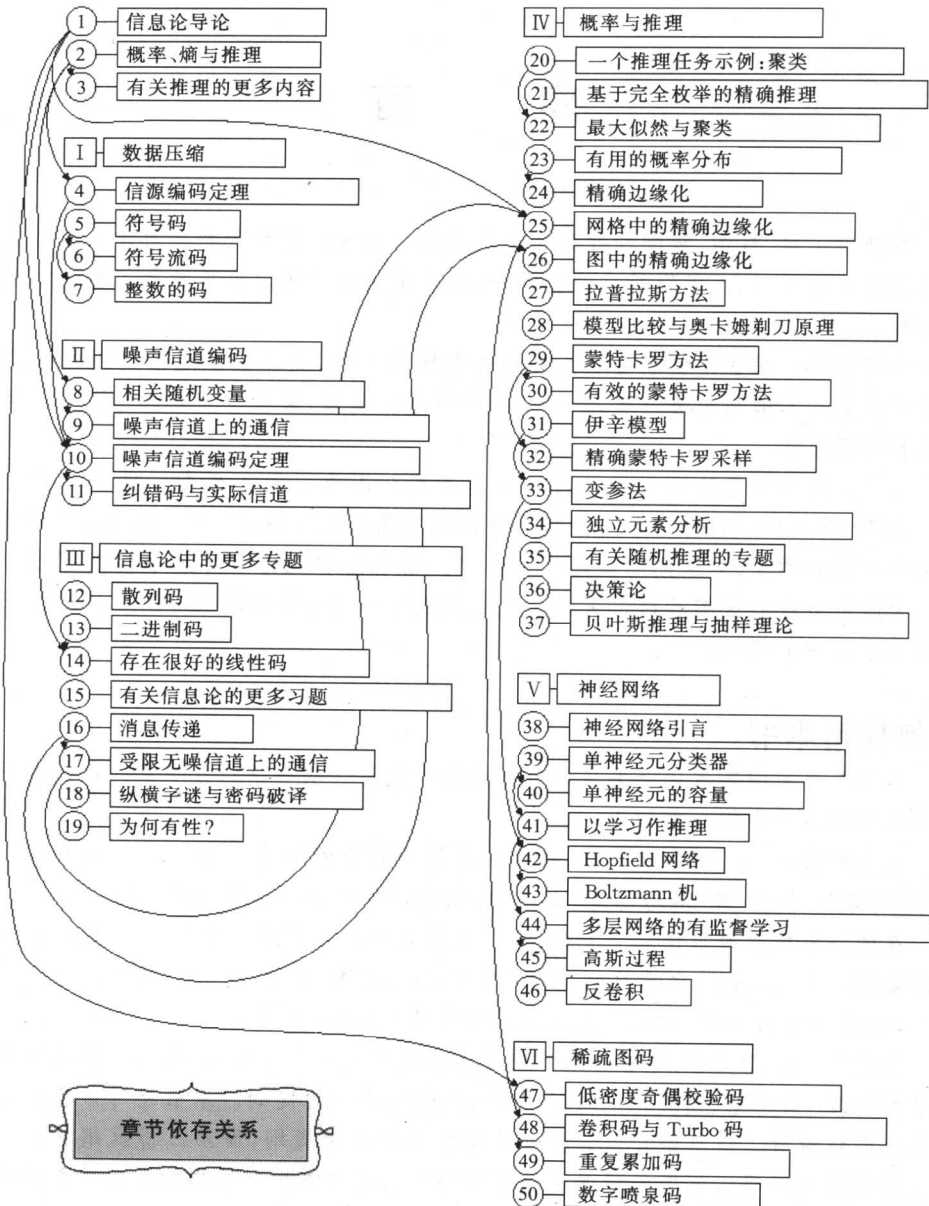 1 信息论导论
2 概率、熵与推理
3 有关推理的更多内容
Ⅰ 数据压缩
4 信源编码定理
5 符号码
6 符号流码
7 整数的码
Ⅱ 噪声信道编码
8 相关随机变量
9 噪声信道上的通信
10 噪声信道编码定理
11 纠错码与实际信道
Ⅲ 信息论中的更多专题
12 散列码
13 二进制码
14 存在很好的线性码
15 有关信息论的更多习题
16 消息传递
17 受限无噪信道上的通信
18 纵横字谜与密码破译
19 为何有性?
章节依存关系
Ⅳ 概率与推理
20 一个推理任务示例:聚类
21 基于完全枚举的精确推理
22 最大似然与聚类
23 有用的概率分布
24 精确边缘化
25 网格中的精确边缘化
26 图中的精确边缘化
27 拉普拉斯方法
28 模型比较与奥卡姆剃刀原理
29 蒙特卡罗方法
30 有效的蒙特卡罗方法
31 伊辛模型
32 精确蒙特卡罗采样
33 变参法
34 独立元素分析
35 有关随机推理的专题
36 决策论
37 贝叶斯推理与抽样理论
Ⅴ 神经网络
38 神经网络引言
39 单神经元分类器
40 单神经元的容量
41 以学习作推理
42 Hopfield 网络
43 Boltzmann 机
44 多层网络的有监督学习
45 高斯过程
46 反卷积
Ⅵ 稀疏图码
47 低密度奇偶校验码
48 卷积码与 Turbo 码
49 重复累加码
50 数字喷泉码